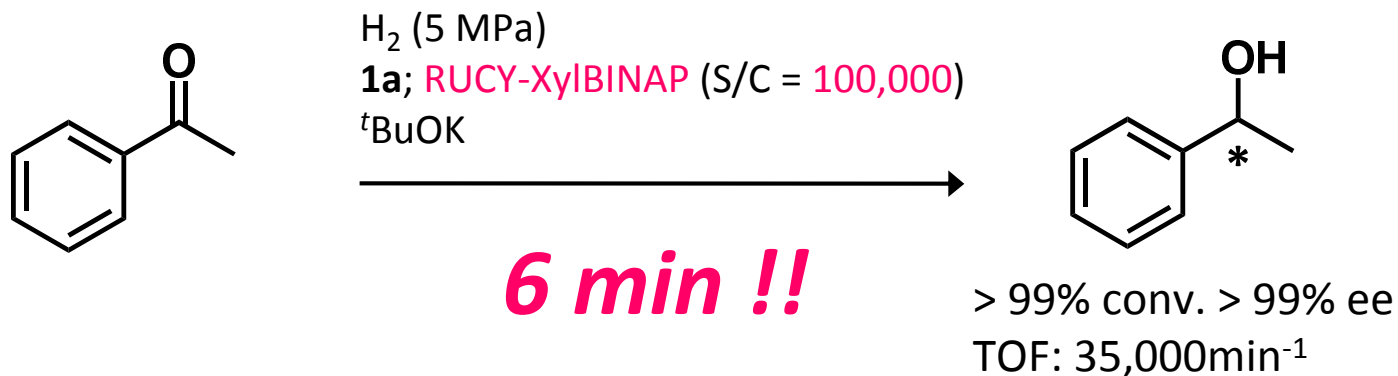 O
H₂ (5 MPa)
1a; RUCY-XylBINAP (S/C = 100,000)
ᵗBuOK
6 min !!
OH
*
> 99% conv. > 99% ee
TOF: 35,000min⁻¹